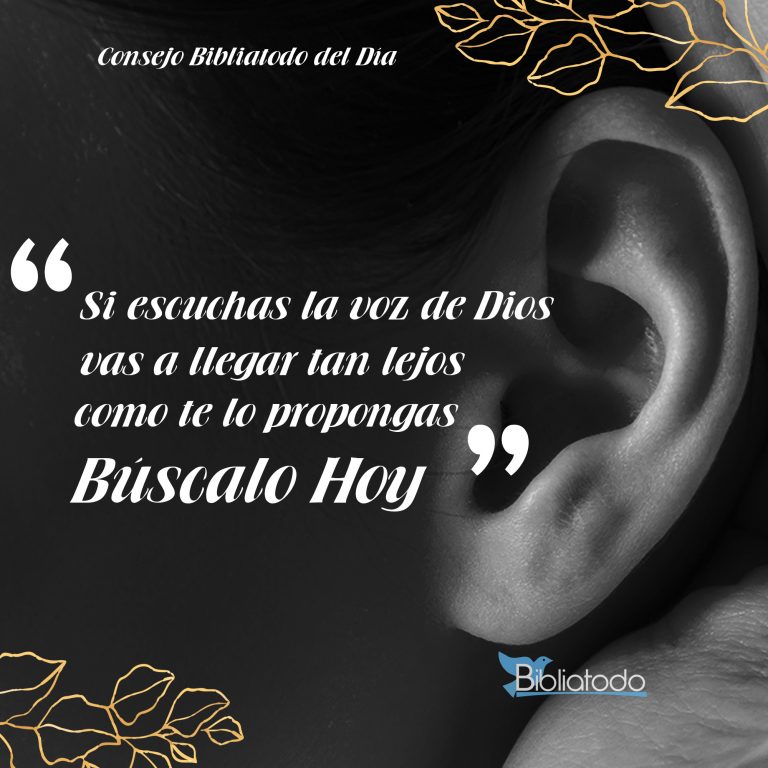 Consejo Bibliatodo del Día
“ Si escuchas la voz de Dios
vas a llegar tan lejos
como te lo propongas
Búscalo Hoy ”
Bibliatodo